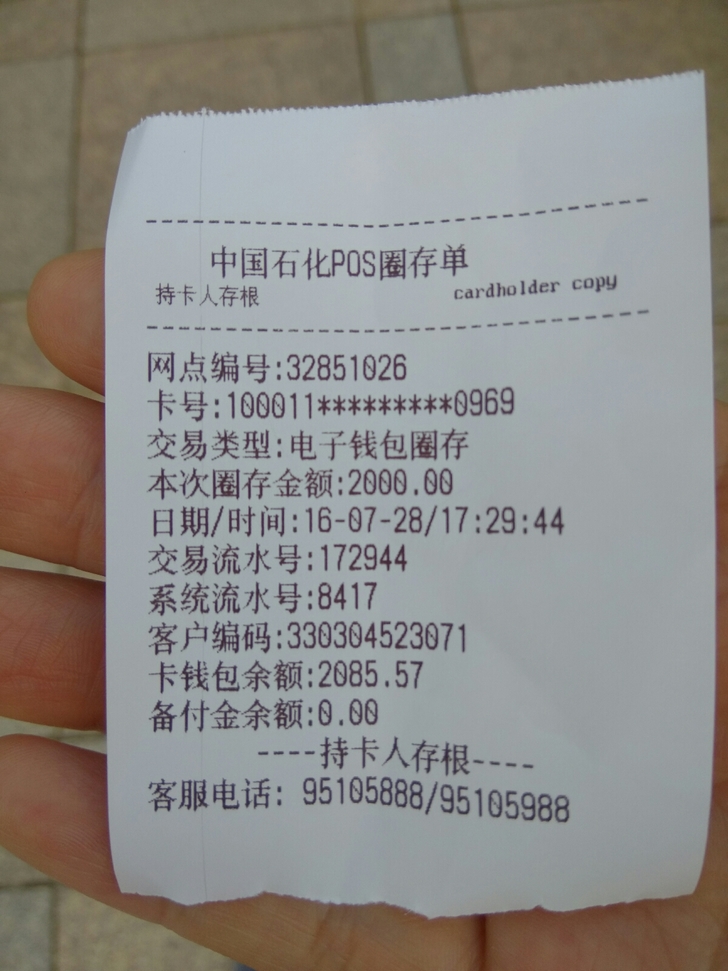 中国石化POS圈存单
持卡人存根 cardholder copy
网点编号:32851026
卡号:100011*********0969
交易类型:电子钱包圈存
本次圈存金额:2000.00
日期/时间:16-07-28/17:29:44
交易流水号:172944
系统流水号:8417
客户编码:330304523071
卡钱包余额:2085.57
备付金余额:0.00
----持卡人存根----
客服电话: 95105888/95105988